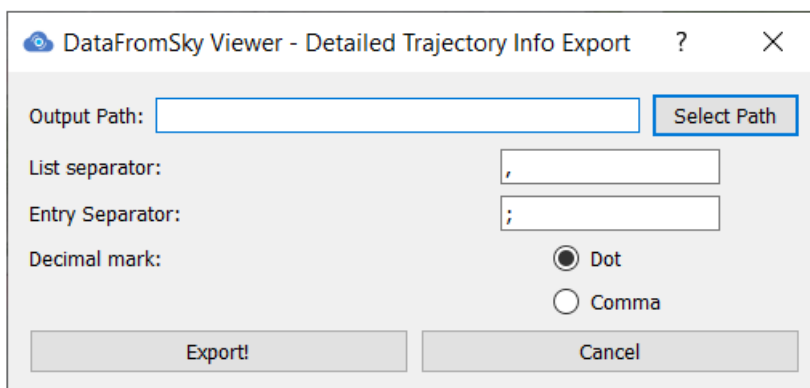 DataFromSky Viewer - Detailed Trajectory Info Export ?
Output Path: Select Path
List separator: ,
Entry Separator: ;
Decimal mark: Dot
Comma
Export! Cancel